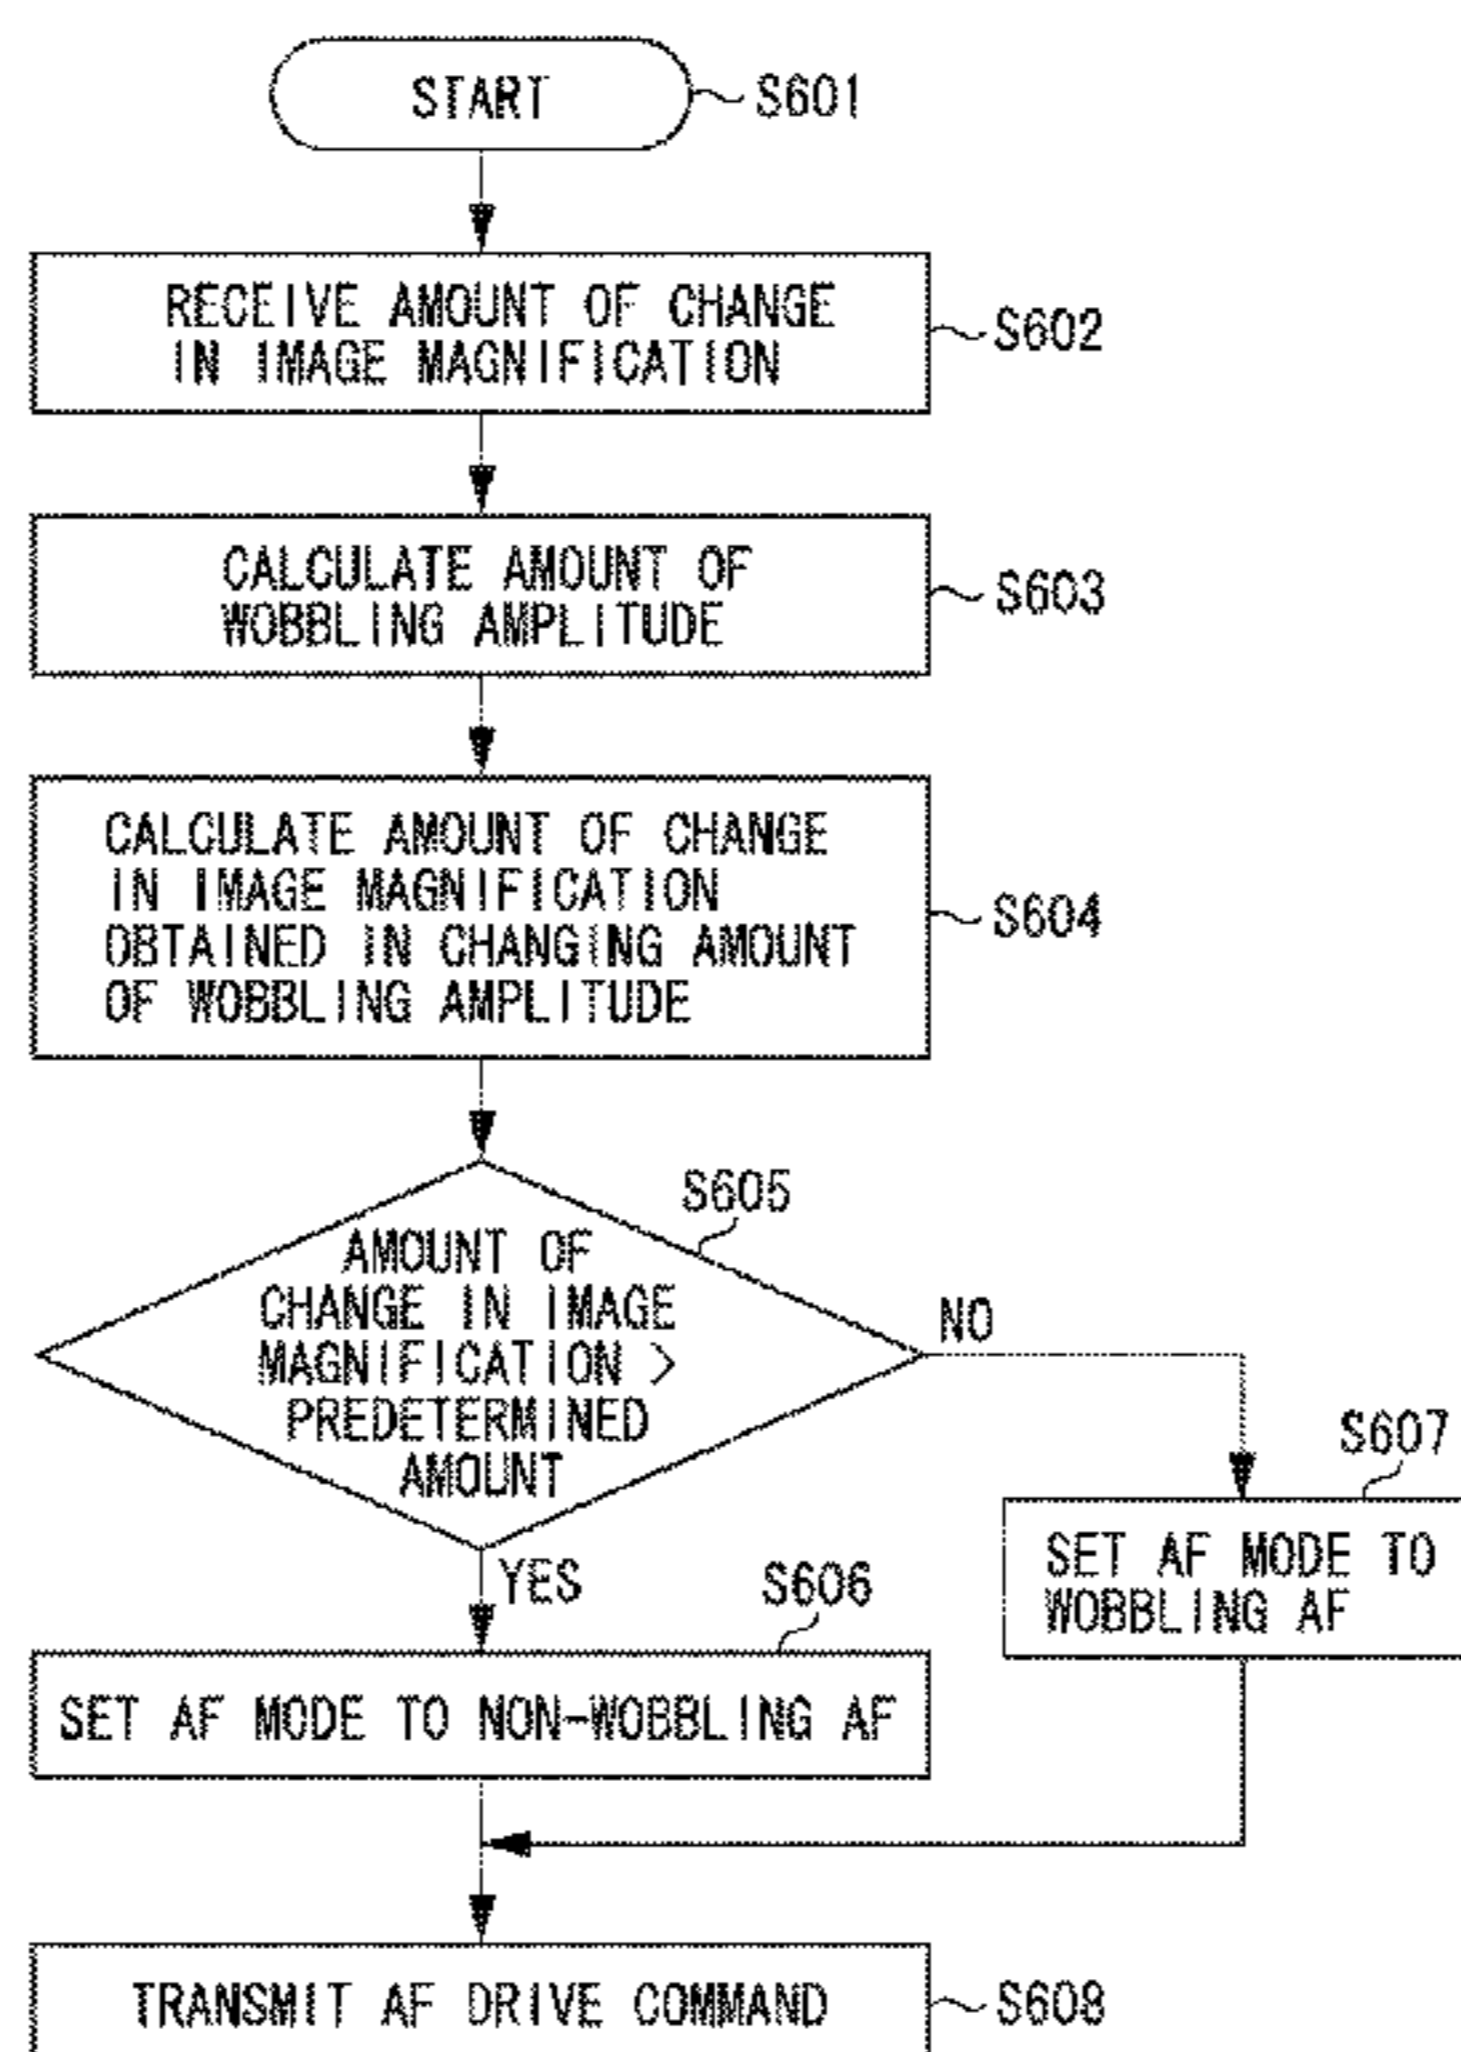 START
S601
RECEIVE AMOUNT OF CHANGE
IN IMAGE MAGNIFICATION
S602
CALCULATE AMOUNT OF
WOBBLING AMPLITUDE
S603
CALCULATE AMOUNT OF CHANGE
IN IMAGE MAGNIFICATION
OBTAINED IN CHANGING AMOUNT
OF WOBBLING AMPLITUDE
S604
S605
AMOUNT OF
CHANGE IN IMAGE
MAGNIFICATION >
PREDETERMINED
AMOUNT
NO
YES
S607
SET AF MODE TO
WOBBLING AF
S606
SET AF MODE TO NON-WOBBLING AF
TRANSMIT AF DRIVE COMMAND
S608